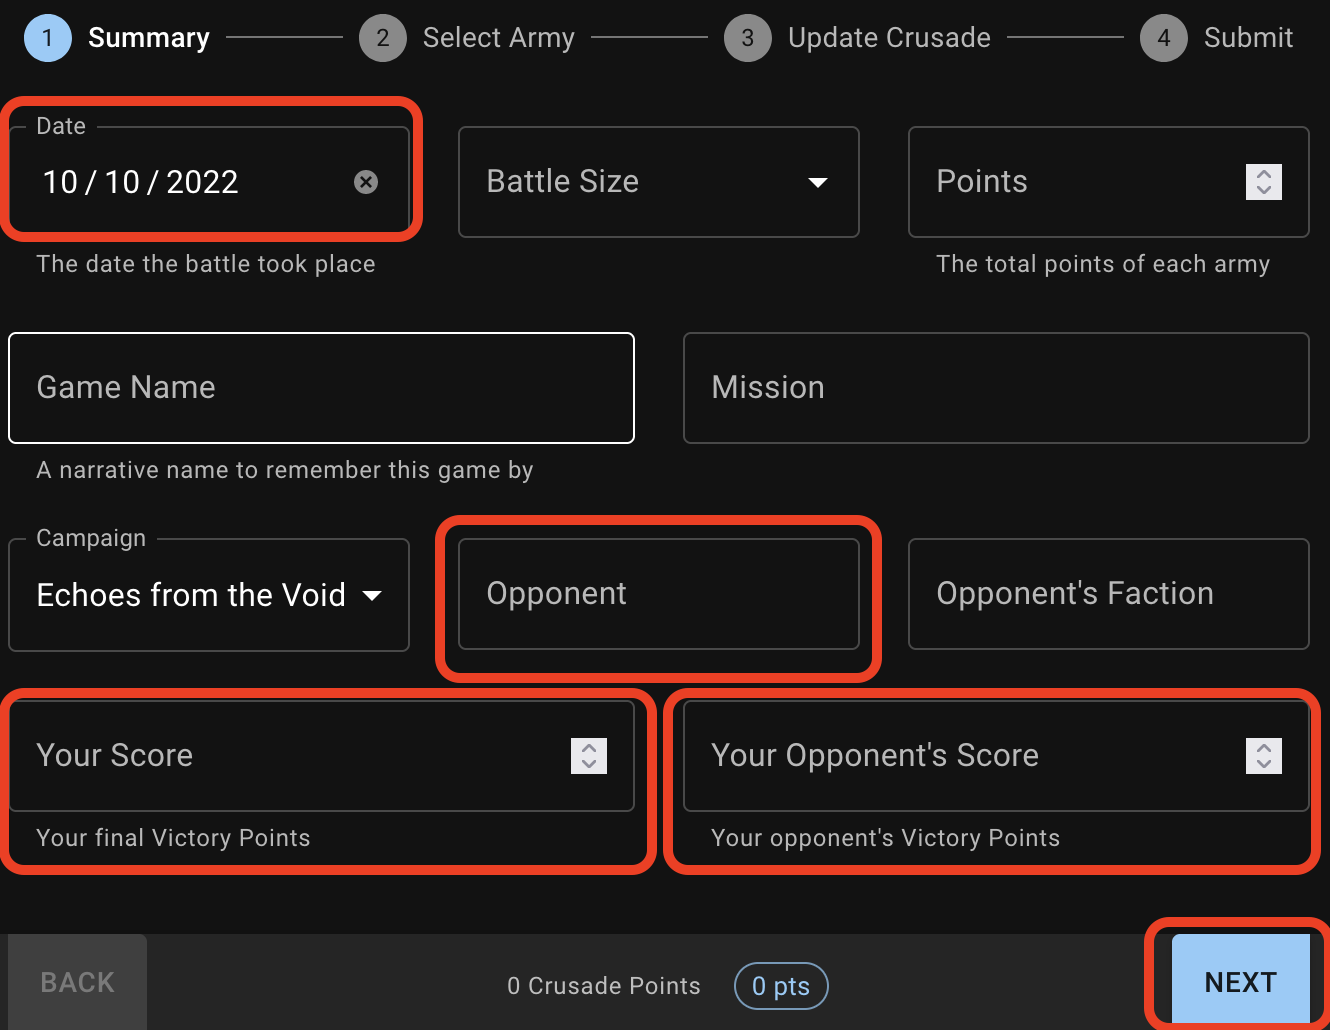 1 Summary 2 Select Army 3 Update Crusade 4 Submit
Date
10 / 10 / 2022
Battle Size
Points
The date the battle took place
The total points of each army
Game Name
Mission
A narrative name to remember this game by
Campaign
Echoes from the Void
Opponent
Opponent's Faction
Your Score
Your Opponent's Score
Your final Victory Points
Your opponent's Victory Points
BACK
0 Crusade Points
0 pts
NEXT